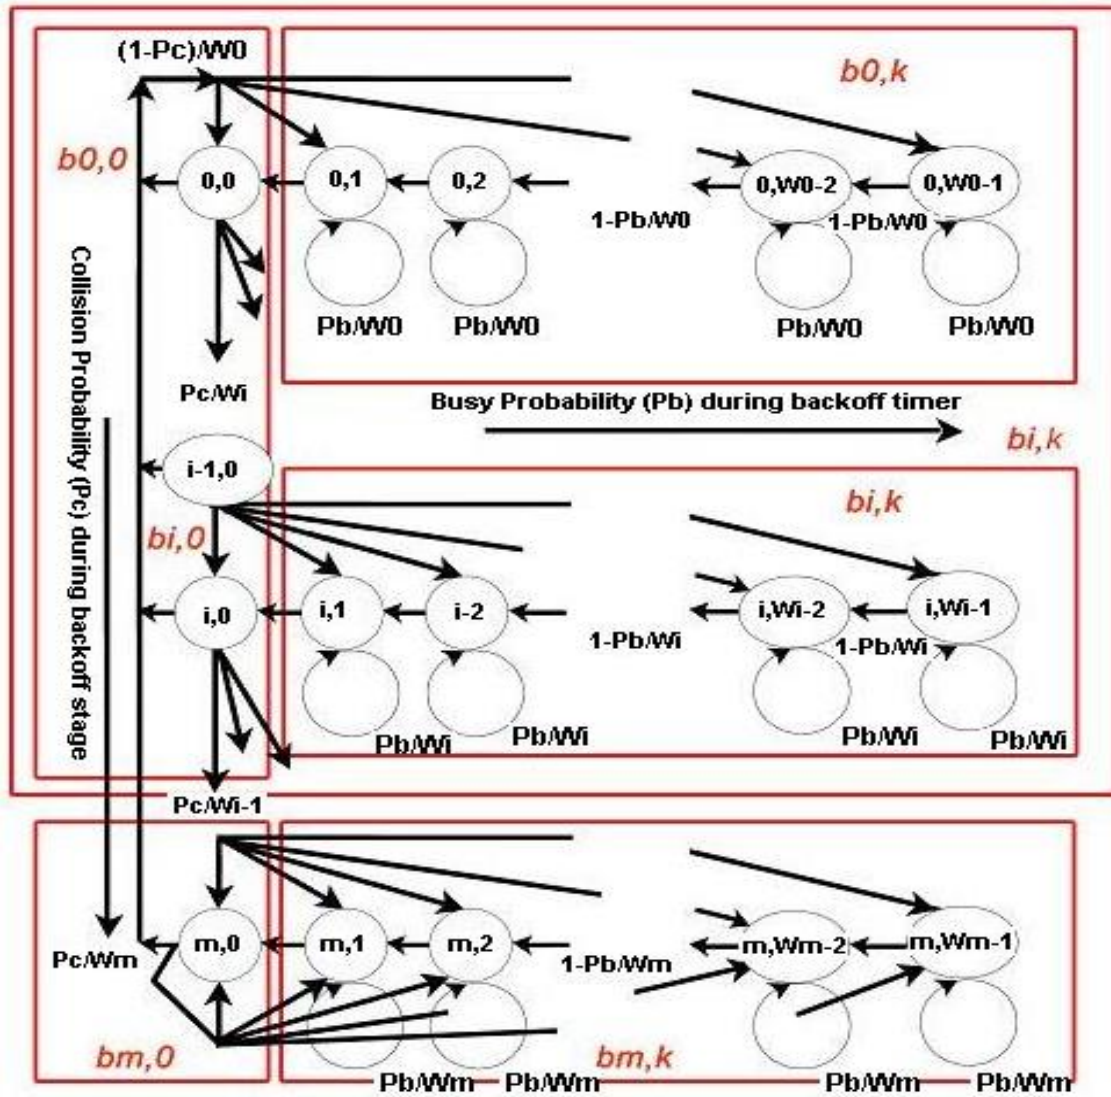 (1-Pc)/W0
b0,k
b0,0
0,0
0,1
0,2
0,W0-2
0,W0-1
1-Pb/W0
1-Pb/W0
Pb/W0
Pb/W0
Pb/W0
Pb/W0
Pc/Wi
Busy Probability (Pb) during backoff timer
bi,k
Collision Probability (Pc) during backoff stage
i-1,0
bi,k
bi,0
i,0
i,1
i-2
i,Wi-2
i,Wi-1
1-Pb/Wi
1-Pb/Wi
Pb/Wi
Pb/Wi
Pb/Wi
Pb/Wi
Pc/Wi-1
m,0
m,1
m,2
m,Wm-2
m,Wm-1
Pc/Wm
1-Pb/Wm
bm,0
bm,k
Pb/Wm
Pb/Wm
Pb/Wm
Pb/Wm